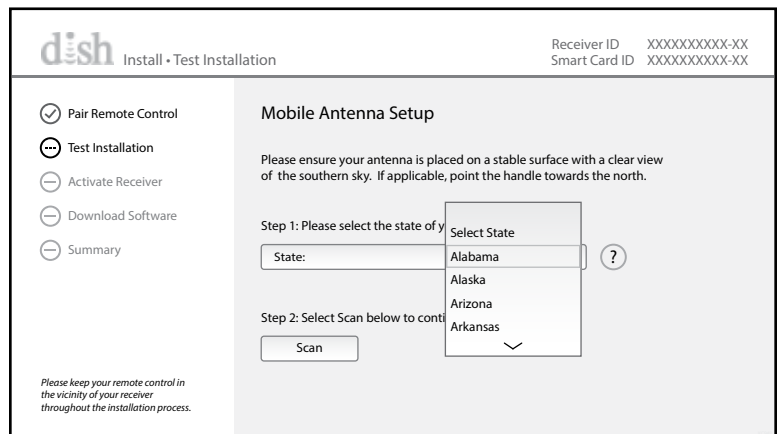 dish Install • Test Installation
Receiver ID XXXXXXXXXX-XX
Smart Card ID XXXXXXXXXX-XX
Pair Remote Control
Test Installation
Activate Receiver
Download Software
Summary
Please keep your remote control in
the vicinity of your receiver
throughout the installation process.
Mobile Antenna Setup
Please ensure your antenna is placed on a stable surface with a clear view
of the southern sky. If applicable, point the handle towards the north.
Step 1: Please select the state of y
State:
?
Select State
Alabama
Alaska
Arizona
Arkansas
Step 2: Select Scan below to conti
Scan